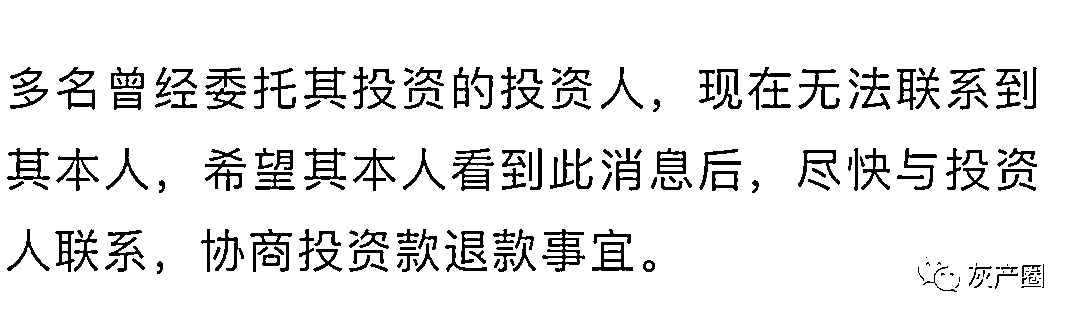 多名曾经委托其投资的投资人，现在无法联系到
其本人，希望其本人看到此消息后，尽快与投资
人联系，协商投资款退款事宜。
灰产圈